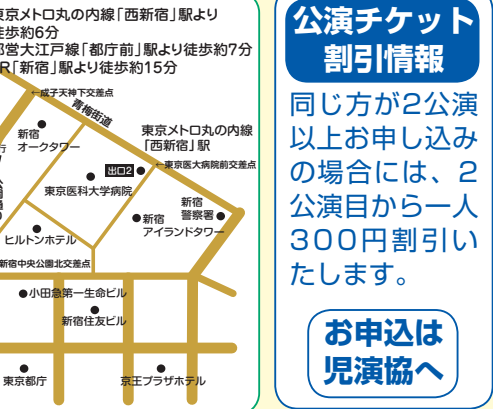 東京メトロ丸の内線「西新宿」駅より
徒歩約6分
都営大江戸線「都庁前」駅より徒歩約7分
R「新宿」駅より徒歩約15分
←成子天神下交差点
青梅街道
新宿
オークタワー
東京メトロ丸の内線
「西新宿」駅
出口2
←東京医大病院前交差点
東京医科大学病院
新宿
アイランドタワー
新宿
警察署
ヒルトンホテル
新宿中央公園北交差点
小田急第一生命ビル
新宿住友ビル
東京都庁
京王プラザホテル
公演チケット
割引情報
同じ方が2公演
以上お申し込み
の場合には、2
公演目から一人
300円割引い
たします。
お申込は
児演協へ